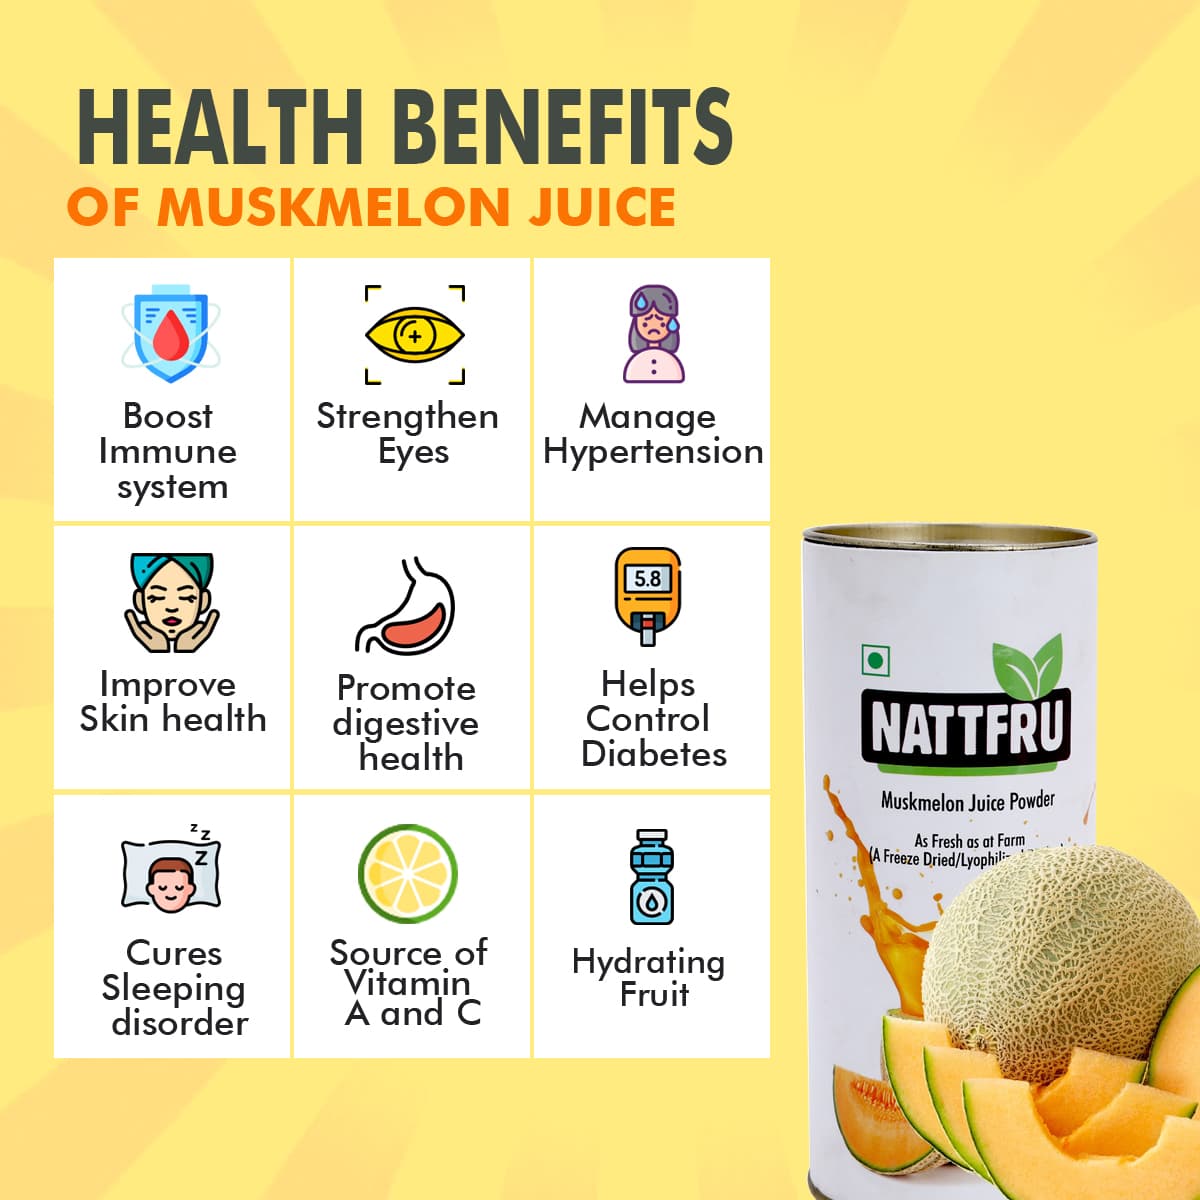 HEALTH BENEFITS
OF MUSKMELON JUICE
Boost
Immune
system
Strengthen
Eyes
Manage
Hypertension
Improve
Skin health
Promote
digestive
health
5.8
Helps
Control
Diabetes
z z
z
Cures
Sleeping
disorder
Source of
Vitamin
A and C
Hydrating
Fruit
NATTFRU
Muskmelon Juice Powder
As Fresh as at Farm
(A Freeze